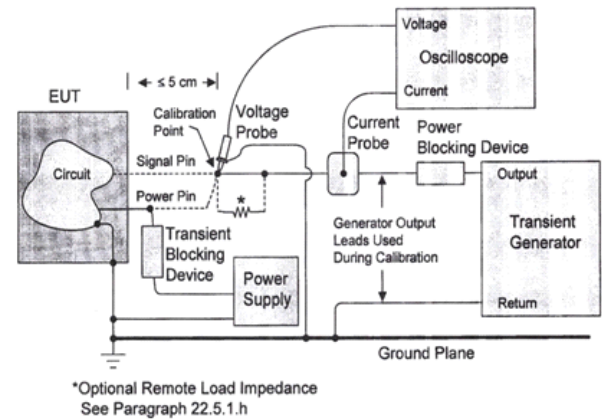 Voltage
Oscilloscope
Current
≤ 5 cm
EUT
Calibration
Point
Voltage
Probe
Current
Probe
Power
Blocking Device
Signal Pin
Circuit
Power Pin
*
Output
Transient
Generator
Return
Generator Output
Leads Used
During Calibration
Transient
Blocking
Device
Power
Supply
Ground Plane
*Optional Remote Load Impedance
See Paragraph 22.5.1.h